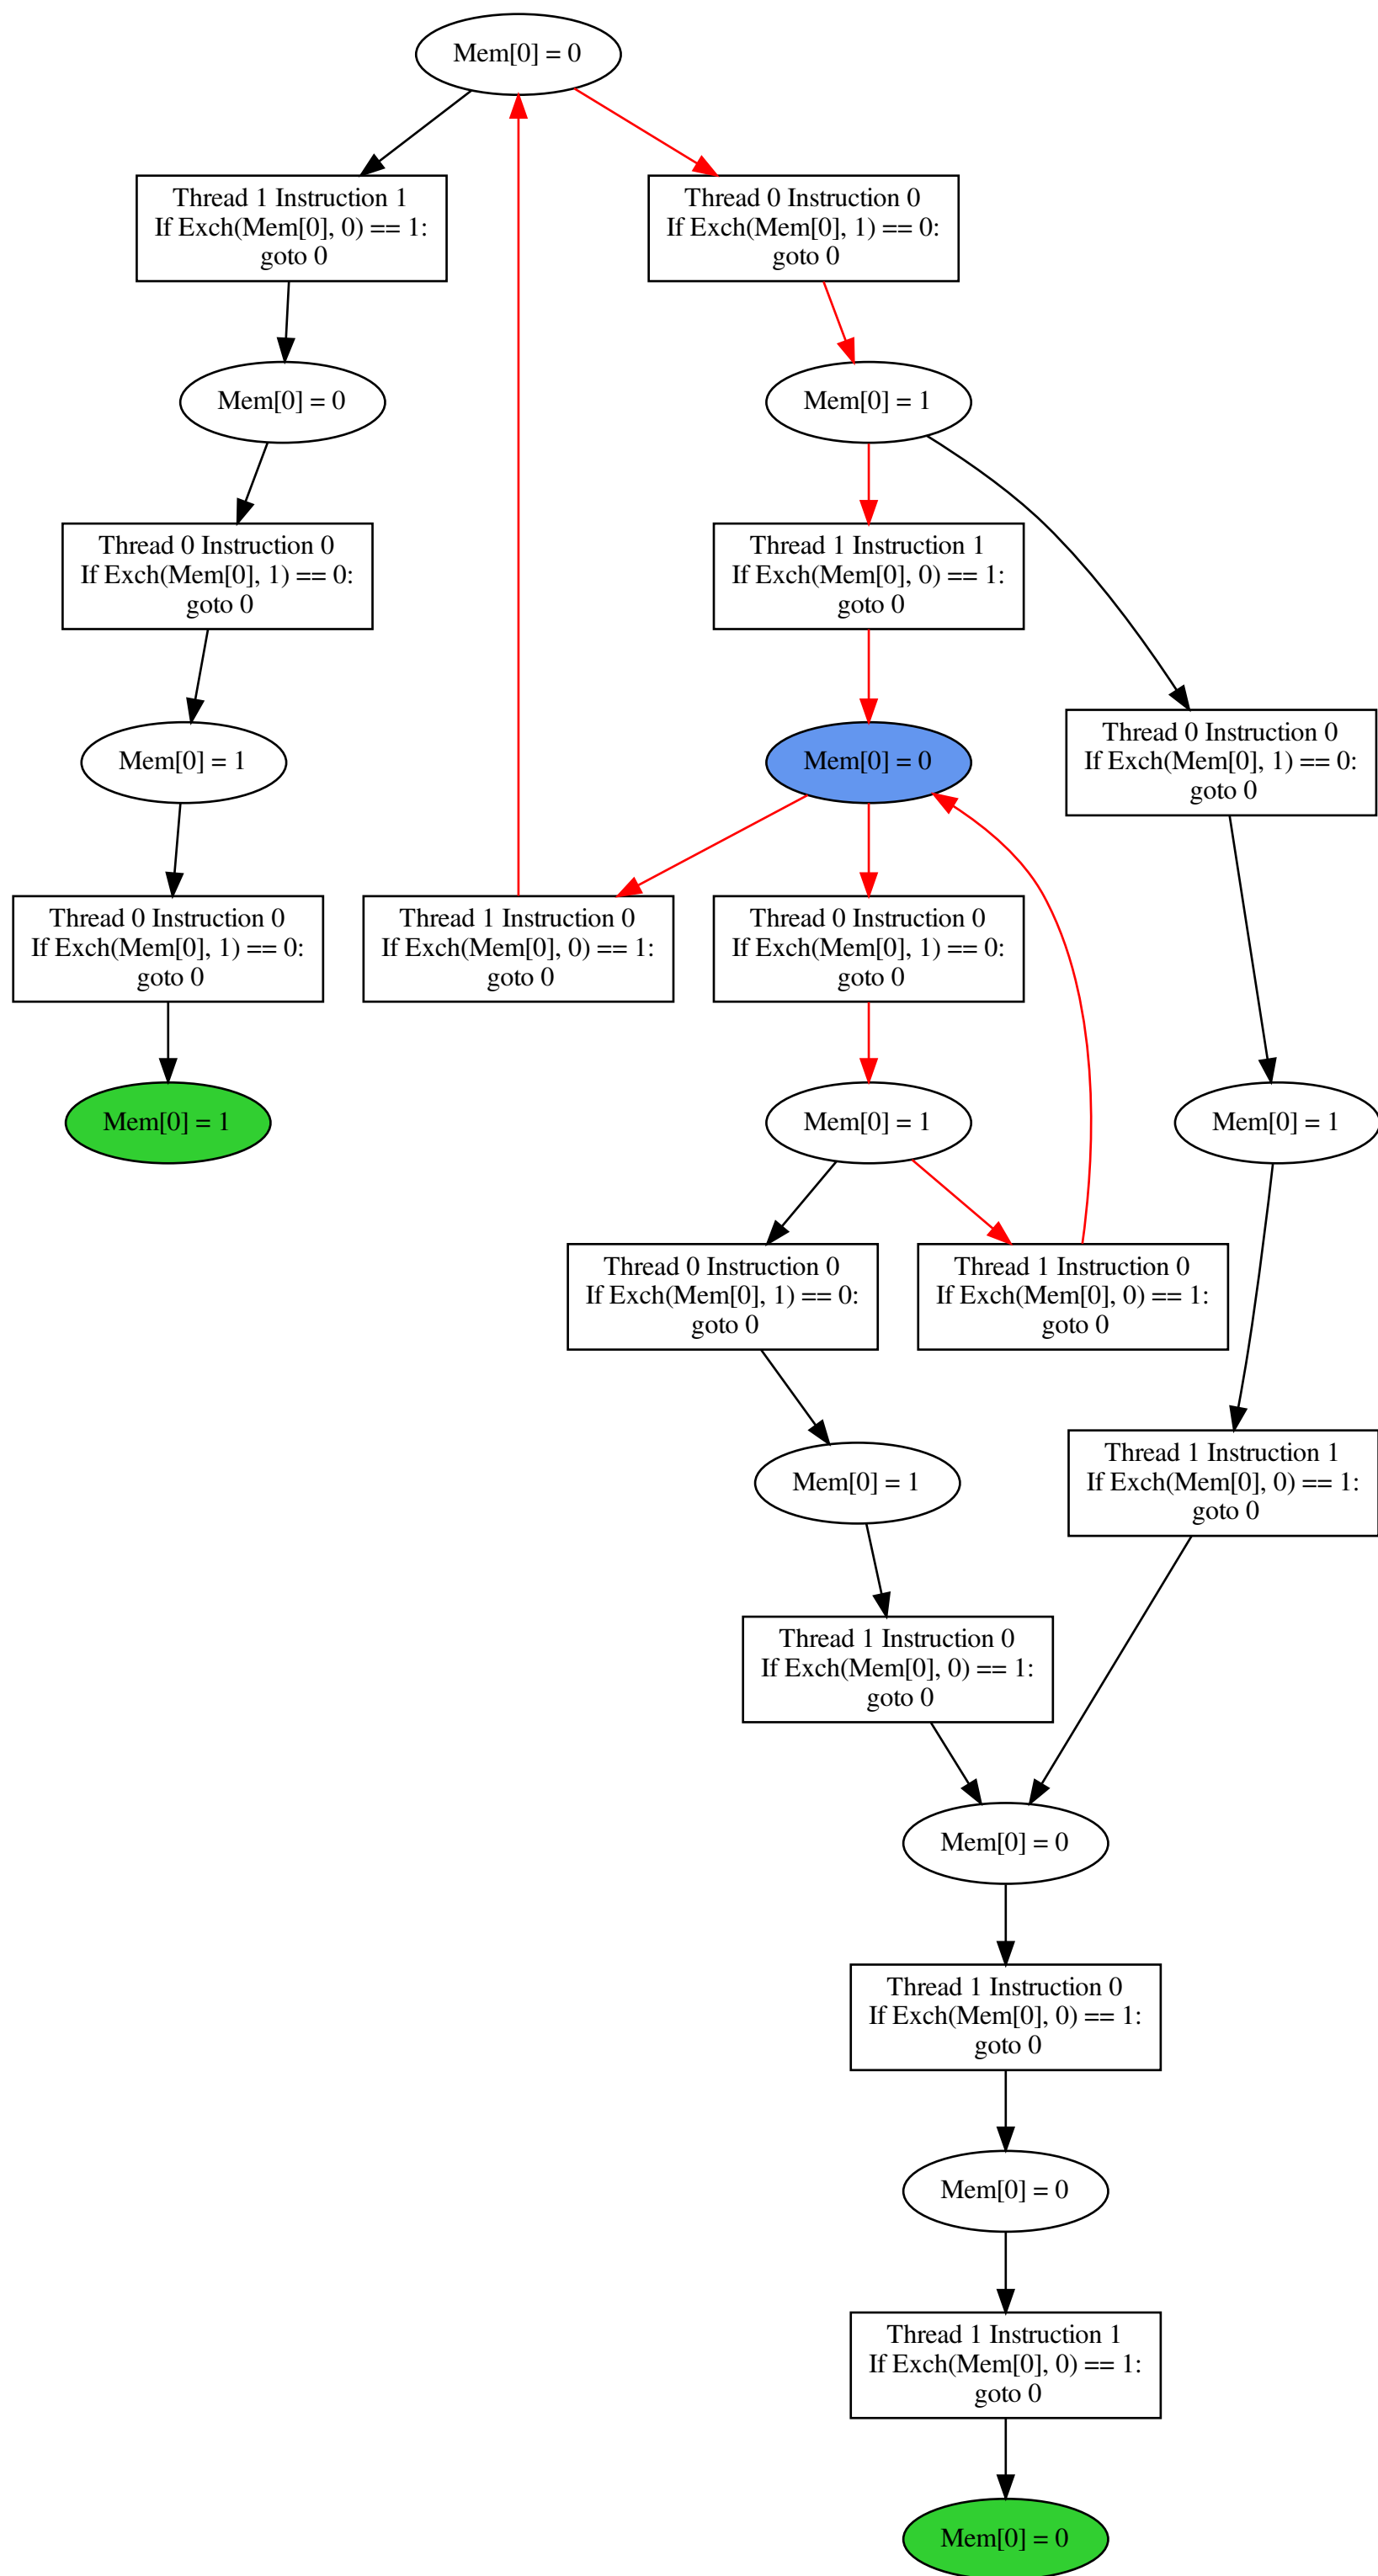 Mem[0] = 0
Thread 1 Instruction 1
If Exch(Mem[0], 0) == 1:
goto 0
Thread 0 Instruction 0
If Exch(Mem[0], 1) == 0:
goto 0
Mem[0] = 0
Mem[0] = 1
Thread 0 Instruction 0
If Exch(Mem[0], 1) == 0:
goto 0
Thread 1 Instruction 1
If Exch(Mem[0], 0) == 1:
goto 0
Thread 0 Instruction 0
If Exch(Mem[0], 1) == 0:
goto 0
Mem[0] = 1
Mem[0] = 0
Thread 0 Instruction 0
If Exch(Mem[0], 1) == 0:
goto 0
Thread 1 Instruction 0
If Exch(Mem[0], 0) == 1:
goto 0
Thread 0 Instruction 0
If Exch(Mem[0], 1) == 0:
goto 0
Mem[0] = 1
Mem[0] = 1
Mem[0] = 1
Thread 0 Instruction 0
If Exch(Mem[0], 1) == 0:
goto 0
Thread 1 Instruction 0
If Exch(Mem[0], 0) == 1:
goto 0
Mem[0] = 1
Thread 1 Instruction 1
If Exch(Mem[0], 0) == 1:
goto 0
Thread 1 Instruction 0
If Exch(Mem[0], 0) == 1:
goto 0
Mem[0] = 0
Thread 1 Instruction 0
If Exch(Mem[0], 0) == 1:
goto 0
Mem[0] = 0
Thread 1 Instruction 1
If Exch(Mem[0], 0) == 1:
goto 0
Mem[0] = 0